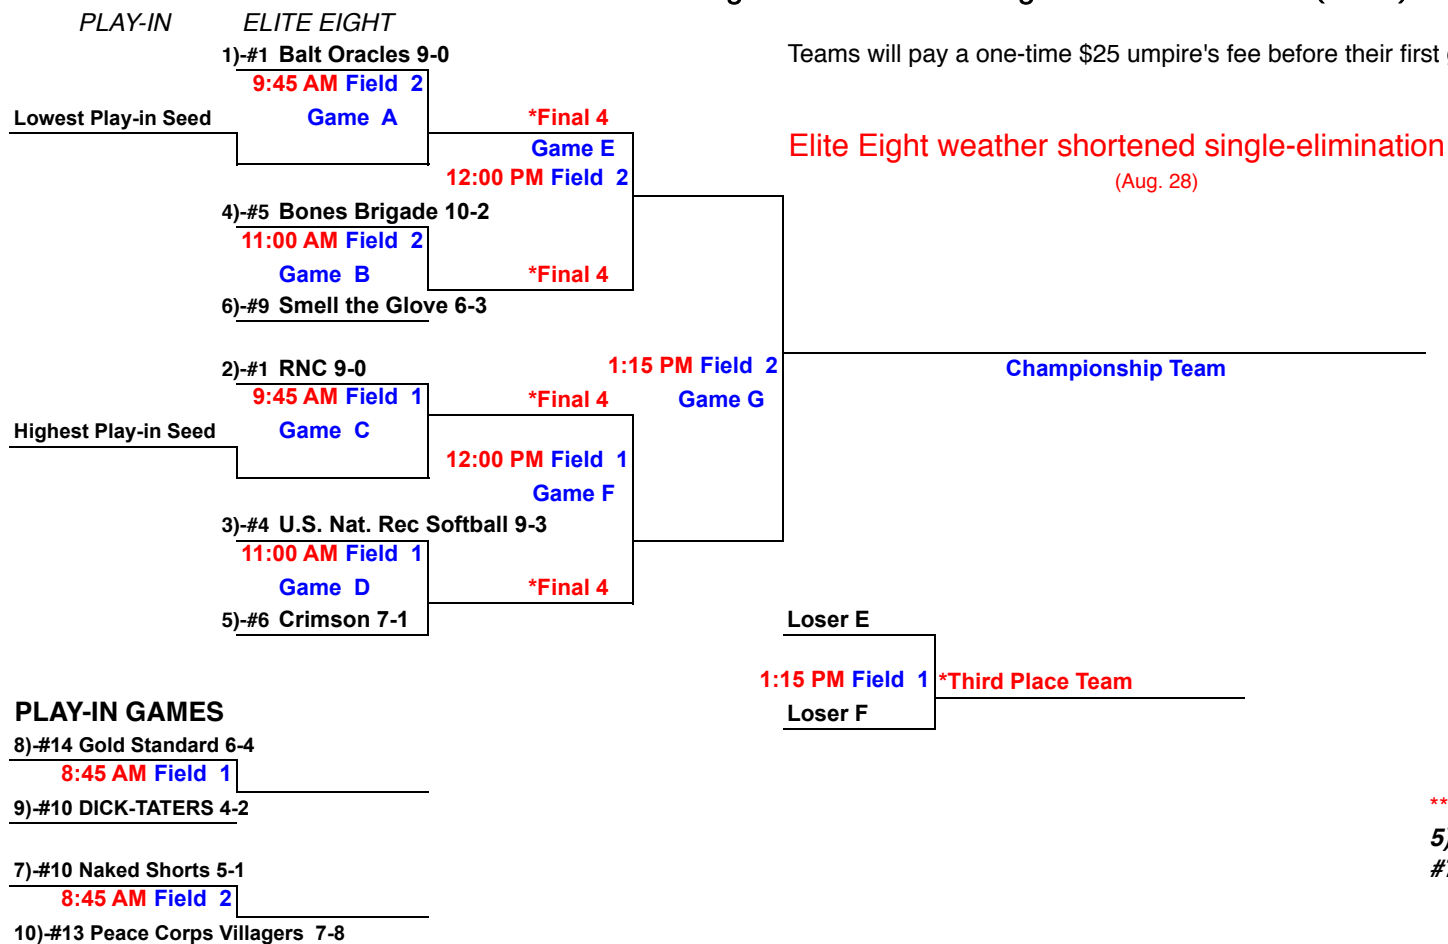 PLAY-IN ELITE EIGHT
1)-#1 Balt Oracles 9-0
Teams will pay a one-time $25 umpire's fee before their first
9:45 AM Field 2
Lowest Play-in Seed
Game A
*Final 4
Game E
Elite Eight weather shortened single-elimination
12:00 PM Field 2
(Aug. 28)
4)-#5 Bones Brigade 10-2
11:00 AM Field 2
Game B
*Final 4
6)-#9 Smell the Glove 6-3
2)-#1 RNC 9-0
1:15 PM Field 2
Championship Team
9:45 AM Field 1
*Final 4
Game G
Highest Play-in Seed
Game C
12:00 PM Field 1
Game F
3)-#4 U.S. Nat. Rec Softball 9-3
11:00 AM Field 1
Game D
*Final 4
5)-#6 Crimson 7-1
Loser E
1:15 PM Field 1
*Third Place Team
Loser F
PLAY-IN GAMES
8)-#14 Gold Standard 6-4
8:45 AM Field 1
9)-#10 DICK-TATERS 4-2
**
5)
7)-#10 Naked Shorts 5-1
8:45 AM Field 2
10)-#13 Peace Corps Villagers 7-8